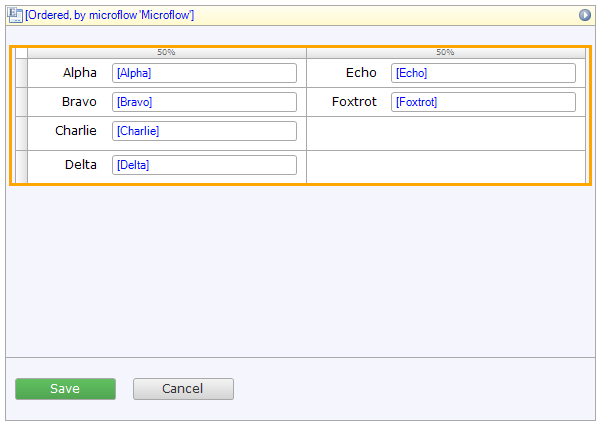 [Ordered, by microflow 'Microflow']
50% 50%
Alpha [Alpha] Echo [Echo]
Bravo [Bravo] Foxtrot [Foxtrot]
Charlie [Charlie]
Delta [Delta]
Save Cancel